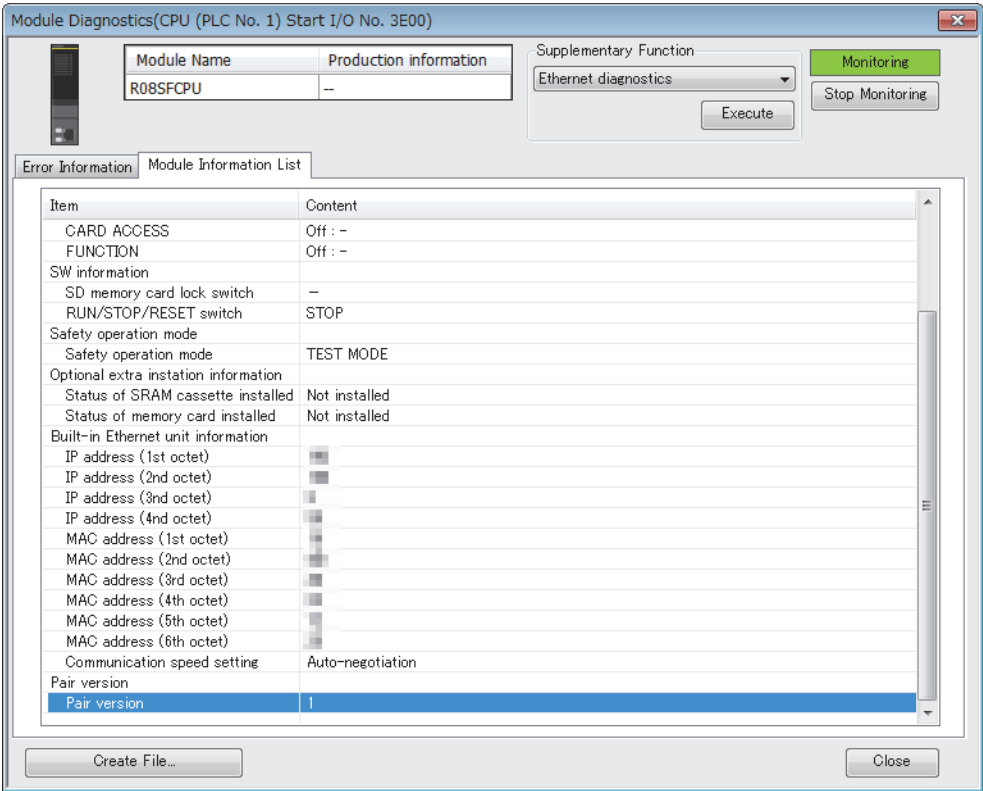 Module Diagnostics(CPU (PLC No. 1) Start I/O No. 3E00)
Module Name Production information
R08SFCPU --
Supplementary Function
Ethernet diagnostics
Execute
Monitoring
Stop Monitoring
Error Information Module Information List
Item Content
CARD ACCESS Off : -
FUNCTION Off : -
SW information
SD memory card lock switch -
RUN/STOP/RESET switch STOP
Safety operation mode
Safety operation mode TEST MODE
Optional extra instation information
Status of SRAM cassette installed Not installed
Status of memory card installed Not installed
Built-in Ethernet unit information
IP address (1st octet)
IP address (2nd octet)
IP address (3nd octet)
IP address (4nd octet)
MAC address (1st octet)
MAC address (2nd octet)
MAC address (3rd octet)
MAC address (4th octet)
MAC address (5th octet)
MAC address (6th octet)
Communication speed setting Auto-negotiation
Pair version
Pair version 1
Create File...
Close